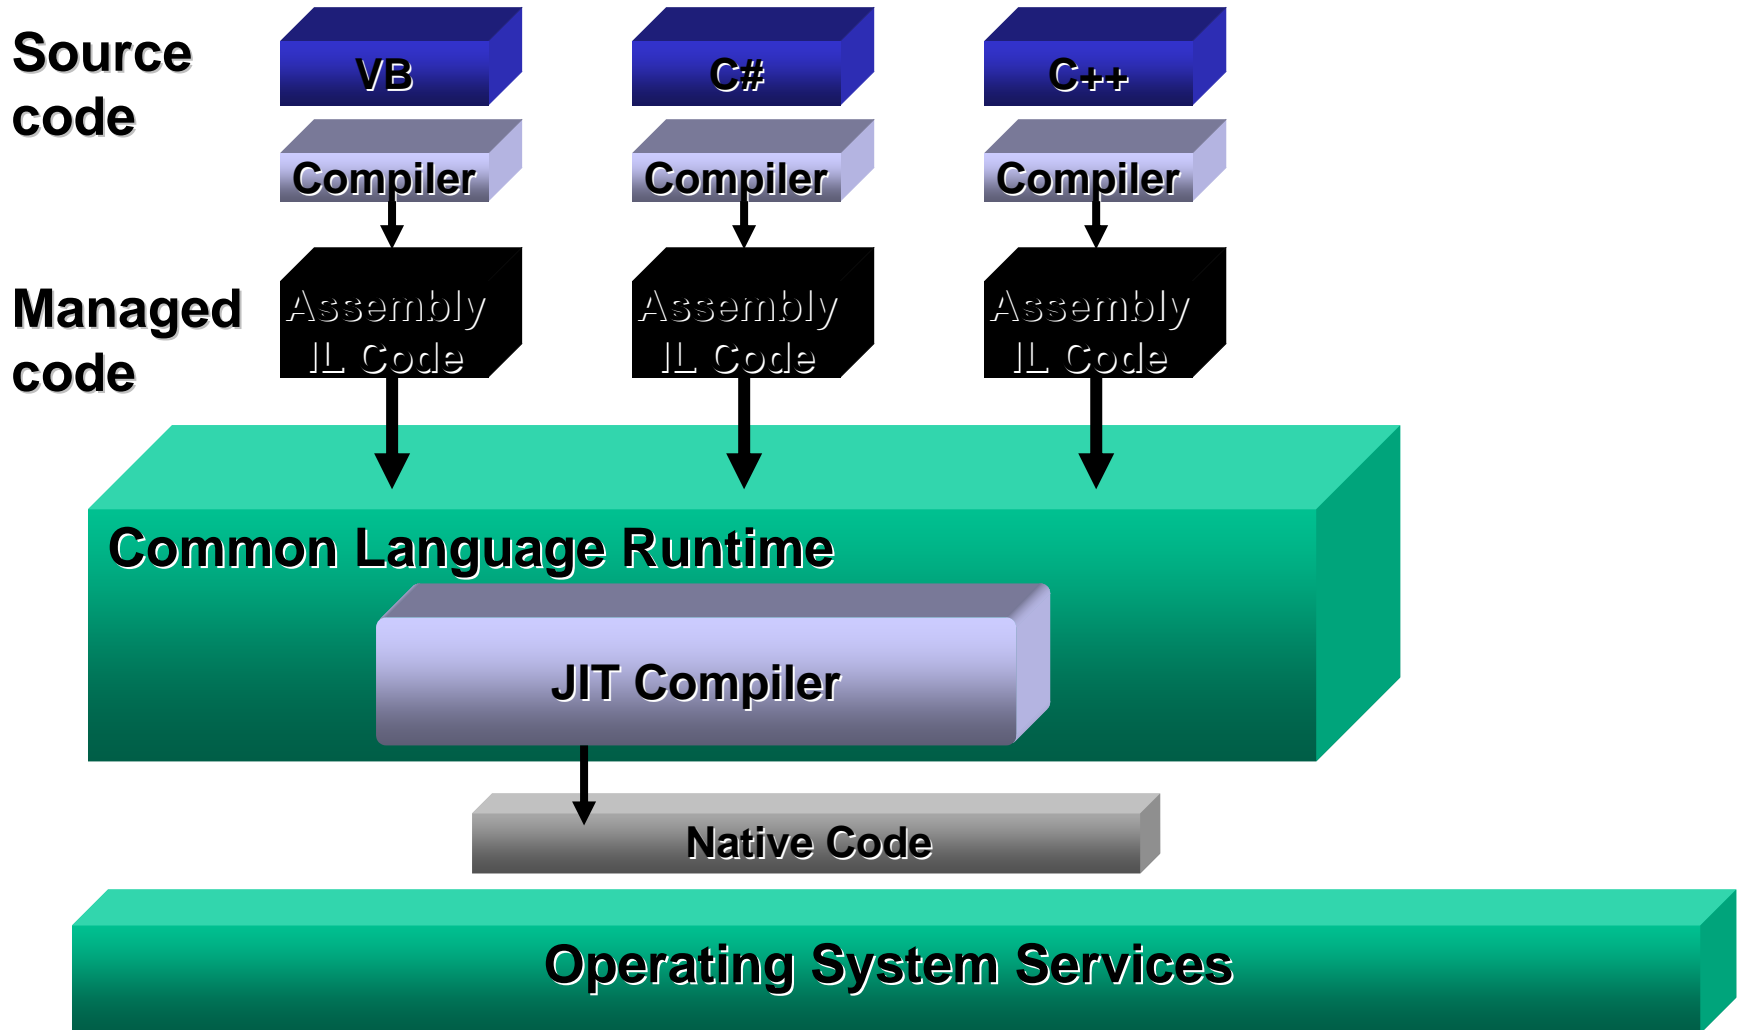 Source
code
VB
C#
C++
Compiler
Compiler
Compiler
Managed
code
Assembly
IL Code
Assembly
IL Code
Assembly
IL Code
Common Language Runtime
JIT Compiler
Native Code
Operating System Services